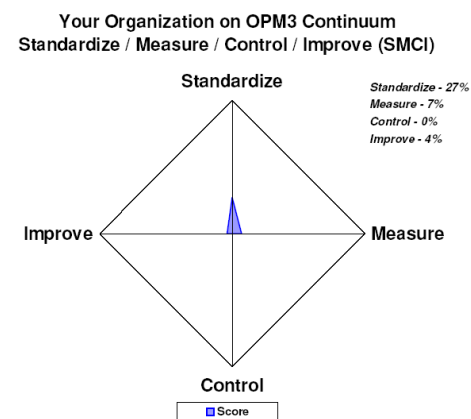 Your Organization on OPM3 Continuum
Standardize / Measure / Control / Improve (SMCI)
Standardize
Standardize - 27%
Measure - 7%
Control - 0%
Improve - 4%
Improve
Measure
Control
Score